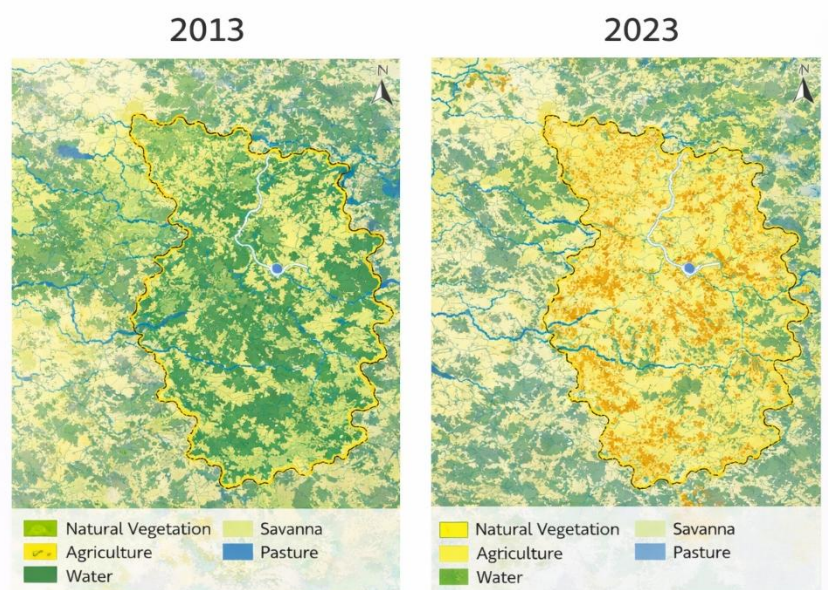 2013
2023
N
N
Natural Vegetation
Savanna
Agriculture
Pasture
Water
Natural Vegetation
Savanna
Agriculture
Pasture
Water